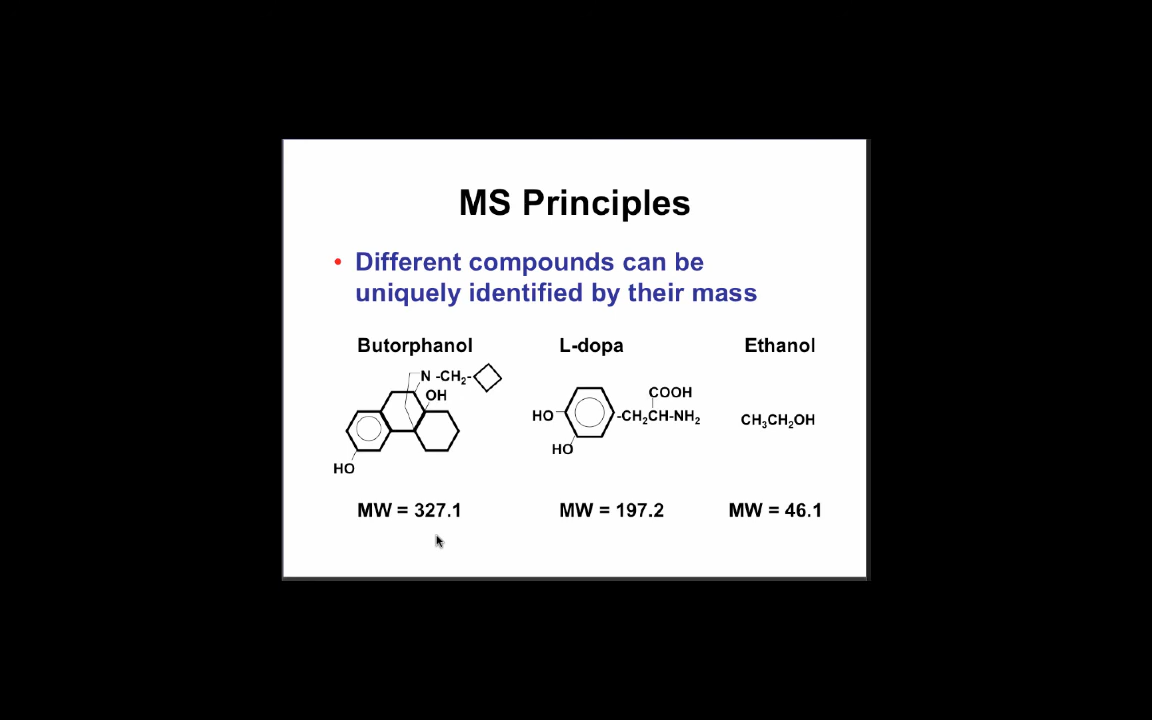 MS Principles
• Different compounds can be
uniquely identified by their mass
Butorphanol L-dopa Ethanol
N -CH₂-
OH
HO
COOH
HO -CH₂CH-NH₂
HO
CH₃CH₂OH
MW = 327.1 MW = 197.2 MW = 46.1